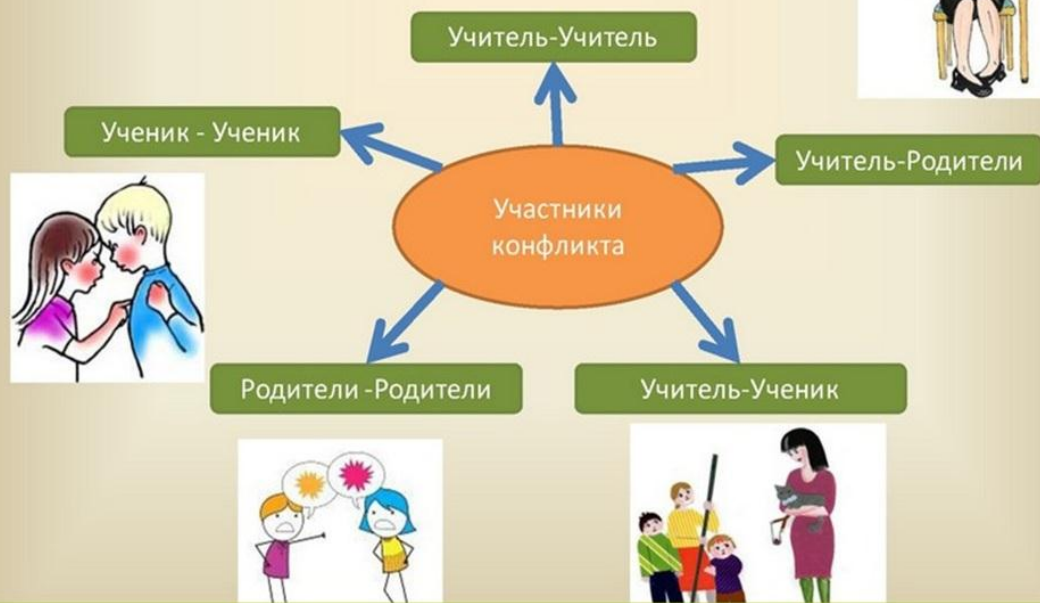 Учитель-Учитель
Ученик - Ученик
Учитель-Родители
Участники
конфликта
Родители -Родители
Учитель-Ученик